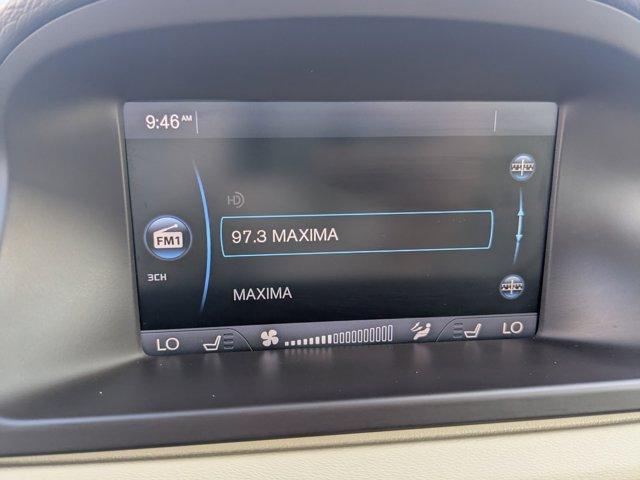 9:46 AM
HD
97.3 MAXIMA
FM1
3CH
MAXIMA
LO
LO